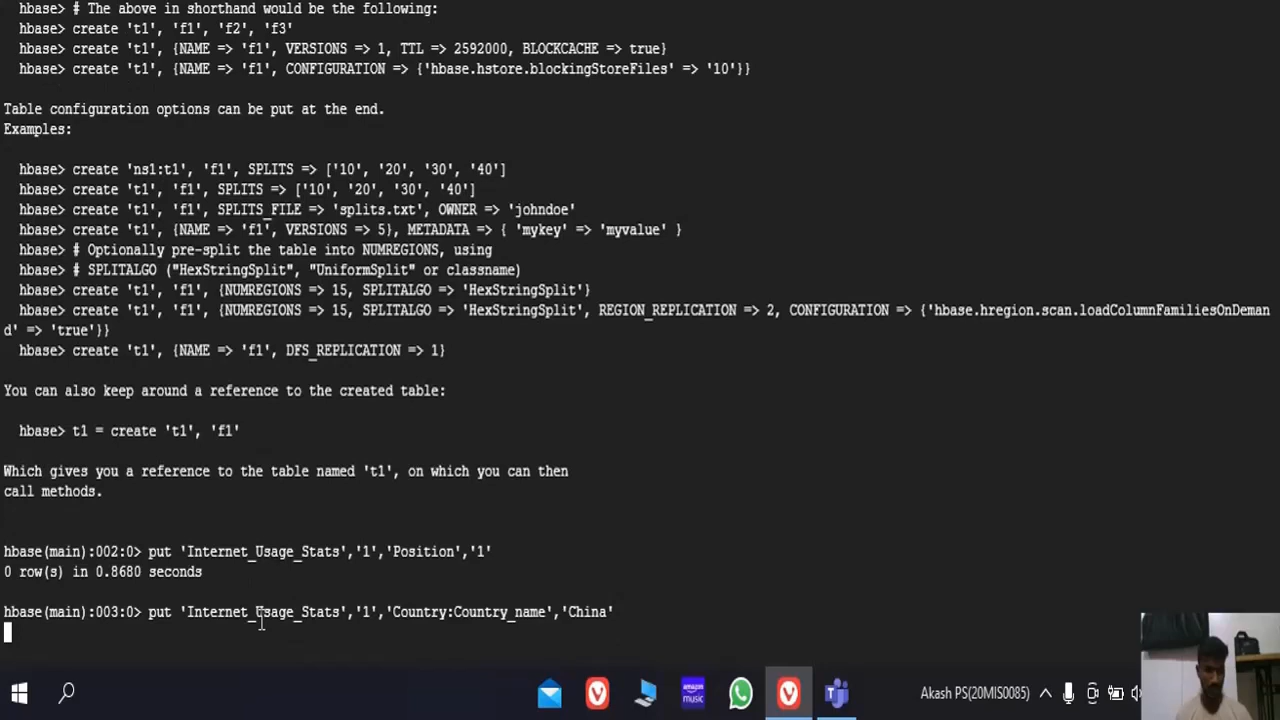 hbase> # The above in shorthand would be the following:
hbase> create 't1', 'f1', 'f2', 'f3'
hbase> create 't1', {NAME => 'f1', VERSIONS => 1, TTL => 2592000, BLOCKCACHE => true}
hbase> create 't1', {NAME => 'f1', CONFIGURATION => {'hbase.hstore.blockingStoreFiles' => '10'}}
Table configuration options can be put at the end.
Examples:
hbase> create 'ns1:t1', 'f1', SPLITS => ['10', '20', '30', '40']
hbase> create 't1', 'f1', SPLITS => ['10', '20', '30', '40']
hbase> create 't1', 'f1', SPLITS_FILE => 'splits.txt', OWNER => 'johndoe'
hbase> create 't1', {NAME => 'f1', VERSIONS => 5}, METADATA => { 'mykey' => 'myvalue' }
hbase> # Optionally pre-split the table into NUMREGIONS, using
hbase> # SPLITALGO ("HexStringSplit", "UniformSplit" or classname)
hbase> create 't1', 'f1', {NUMREGIONS => 15, SPLITALGO => 'HexStringSplit'}
hbase> create 't1', 'f1', {NUMREGIONS => 15, SPLITALGO => 'HexStringSplit', REGION_REPLICATION => 2, CONFIGURATION => {'hbase.hregion.scan.loadColumnFamiliesOnDeman
d' => 'true'}}
hbase> create 't1', {NAME => 'f1', DFS_REPLICATION => 1}
You can also keep around a reference to the created table:
hbase> t1 = create 't1', 'f1'
Which gives you a reference to the table named 't1', on which you can then
call methods.
hbase(main):002:0> put 'Internet_Usage_Stats','1','Position','1'
0 row(s) in 0.8680 seconds
hbase(main):003:0> put 'Internet_Usage_Stats','1','Country:Country_name','China'
amazon music
Akash PS(20MIS0085)